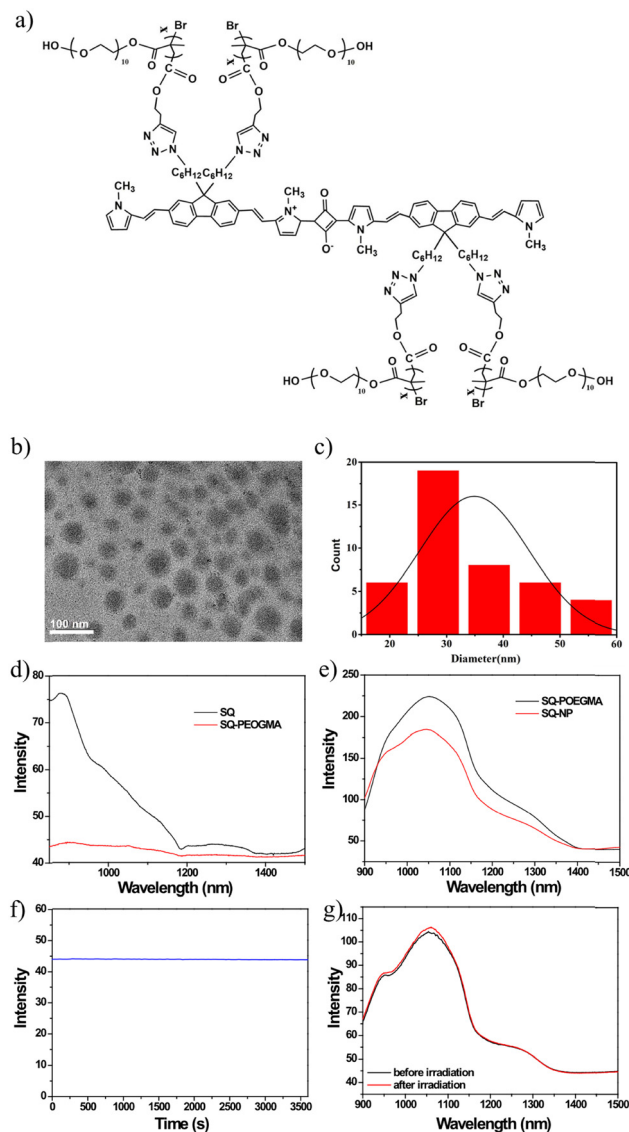 a)
Br Br
HO O 10 O O X X O O 10 OH
C C
O O
O O
N N
N N N N
C6H12 C6H12
CH3 CH3
N N+ O
N CH3 N CH3
O-
C6H12 C6H12
N N N N N N
O O
C O O C
HO O 10 O O X X O O 10 OH
Br Br
b) c)
100 nm
Count
20
15
10
5
0
20 30 40 50 60
Diameter(nm)
d)
Intensity
80
70
60
50
40
SQ
SQ-PEOGMA
1000 1200 1400
Wavelength (nm)
e)
Intensity
250
200
150
100
50
SQ-POEGMA
SQ-NP
900 1000 1100 1200 1300 1400 1500
Wavelength (nm)
f)
Intensity
60
50
40
30
20
10
0
0 500 1000 1500 2000 2500 3000 3500
Time (s)
g)
Intensity
110
100
90
80
70
60
50
40
before irradiation
after irradiation
900 1000 1100 1200 1300 1400 1500
Wavelength (nm)